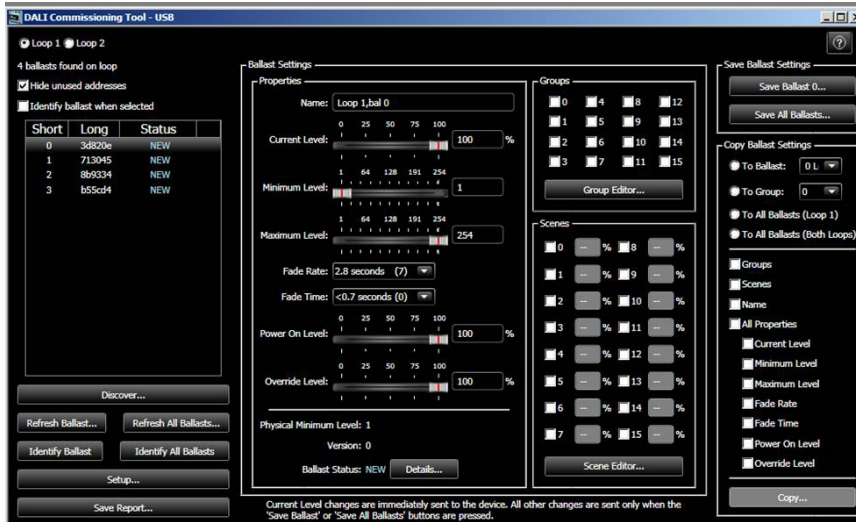 DALI Commissioning Tool - USB
Loop 1 Loop 2
4 ballasts found on loop
Hide unused addresses
Identify ballast when selected
Short Long Status
0 3d820e NEW
1 713045 NEW
2 8b9334 NEW
3 b55cd4 NEW
Discover...
Refresh Ballast... Refresh All Ballasts...
Identify Ballast Identify All Ballasts
Setup...
Save Report...
Ballast Settings
Properties
Name: Loop 1,bal 0
0 25 50 75 100
Current Level: 100 %
1 64 128 191 254
Minimum Level: 1
1 64 128 191 254
Maximum Level: 254
Fade Rate: 2.8 seconds (7)
Fade Time: <0.7 seconds (0)
0 25 50 75 100
Power On Level: 100 %
0 25 50 75 100
Override Level: 100 %
Physical Minimum Level: 1
Version: 0
Ballast Status: NEW Details...
Groups
0 4 8 12
1 5 9 13
2 6 10 14
3 7 11 15
Group Editor...
Scenes
0 -- % 8 -- %
1 -- % 9 -- %
2 -- % 10 -- %
3 -- % 11 -- %
4 -- % 12 -- %
5 -- % 13 -- %
6 -- % 14 -- %
7 -- % 15 -- %
Scene Editor...
Current Level changes are immediately sent to the device. All other changes are sent only when the
'Save Ballast' or 'Save All Ballasts' buttons are pressed.
?
Save Ballast Settings
Save Ballast 0...
Save All Ballasts...
Copy Ballast Settings
To Ballast: 0 L
To Group: 0
To All Ballasts (Loop 1)
To All Ballasts (Both Loops)
Groups
Scenes
Name
All Properties
Current Level
Minimum Level
Maximum Level
Fade Rate
Fade Time
Power On Level
Override Level
Copy...